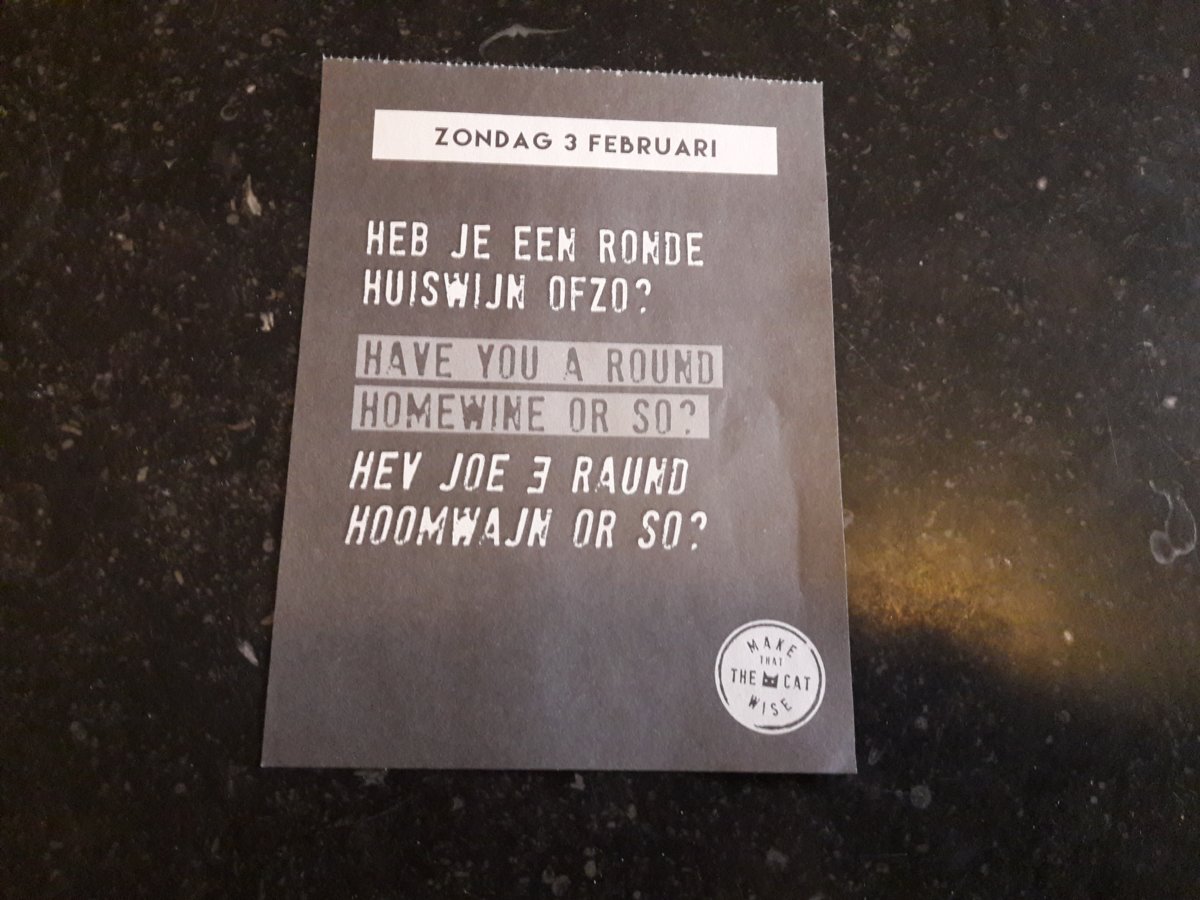 ZONDAG 3 FEBRUARI
HEB JE EEN RONDE
HUISWIJN OFZO?
HAVE YOU A ROUND
HOMEWINE OR SO?
HEV JOE Ǝ RAUND
HOOMWAJN OR SO?
MAKE
THAT
THE CAT
WISE